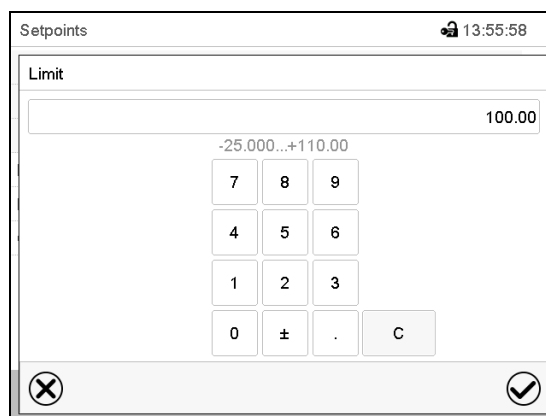 Setpoints 13:55:58
Limit
100.00
-25.000...+110.00
7 8 9
4 5 6
1 2 3
0 ± . C